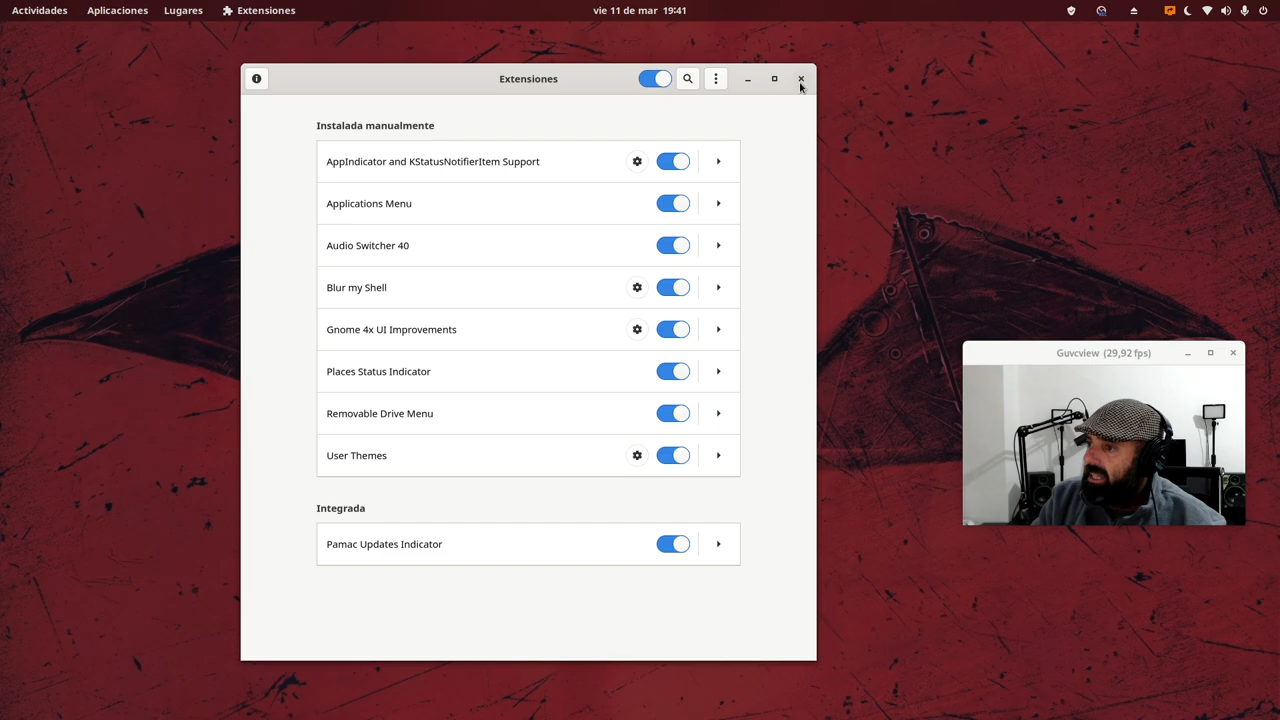 Actividades Aplicaciones Lugares Extensiones vie 11 de mar 19:41
Extensiones
Instalada manualmente
AppIndicator and KStatusNotifierItem Support
Applications Menu
Audio Switcher 40
Blur my Shell
Gnome 4x UI Improvements
Places Status Indicator
Removable Drive Menu
User Themes
Integrada
Pamac Updates Indicator
Guvcview (29,92 fps)